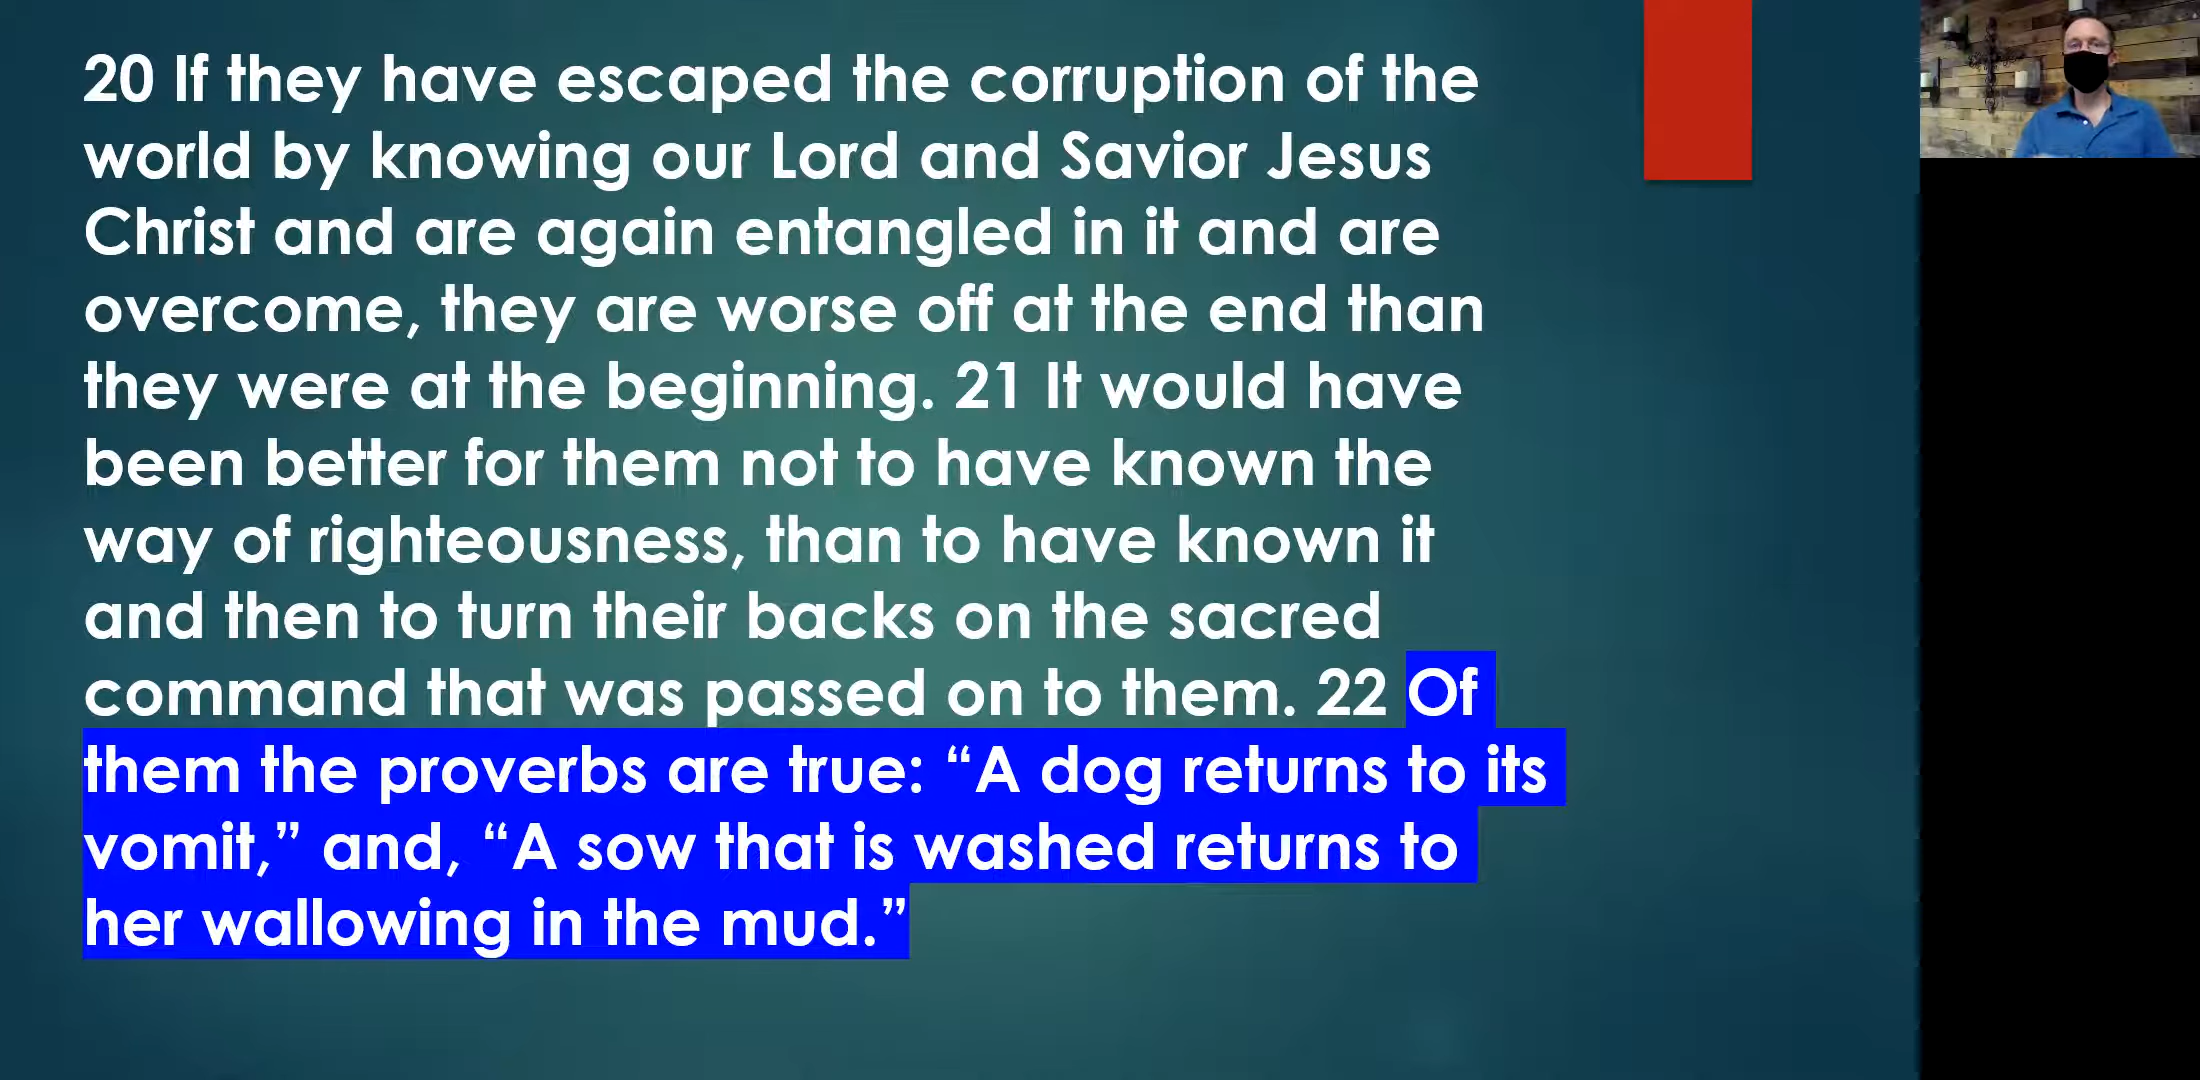 20 If they have escaped the corruption of the
world by knowing our Lord and Savior Jesus
Christ and are again entangled in it and are
overcome, they are worse off at the end than
they were at the beginning. 21 It would have
been better for them not to have known the
way of righteousness, than to have known it
and then to turn their backs on the sacred
command that was passed on to them. 22 Of
them the proverbs are true: “A dog returns to its
vomit,” and, “A sow that is washed returns to
her wallowing in the mud.”